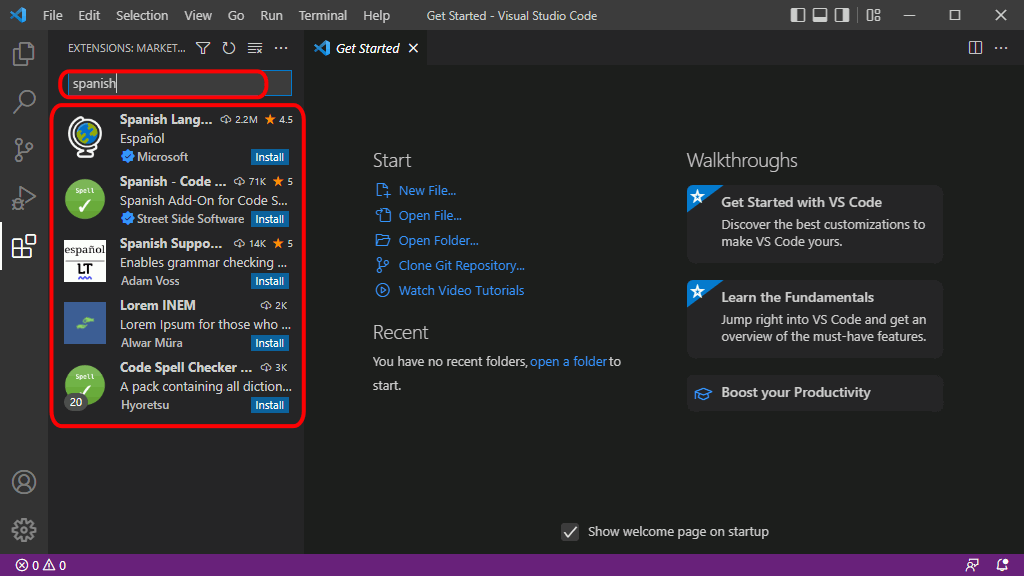 File Edit Selection View Go Run Terminal Help Get Started - Visual Studio Code
EXTENSIONS: MARKET...
Get Started
spanish
Spanish Lang... 2.2M 4.5
Español
Microsoft Install
Spell
Spanish - Code ... 71K 5
Spanish Add-On for Code S...
Street Side Software Install
español
LT
Spanish Suppo... 14K 5
Enables grammar checking ...
Adam Voss Install
Lorem INEM 2K
Lorem Ipsum for those who ...
Alwar Mūra Install
Spell
20
Code Spell Checker ... 3K
A pack containing all diction...
Hyoretsu Install
Start
New File...
Open File...
Open Folder...
Clone Git Repository...
Watch Video Tutorials
Recent
You have no recent folders, open a folder to
start.
Walkthroughs
Get Started with VS Code
Discover the best customizations to
make VS Code yours.
Learn the Fundamentals
Jump right into VS Code and get an
overview of the must-have features.
Boost your Productivity
Show welcome page on startup
0 0